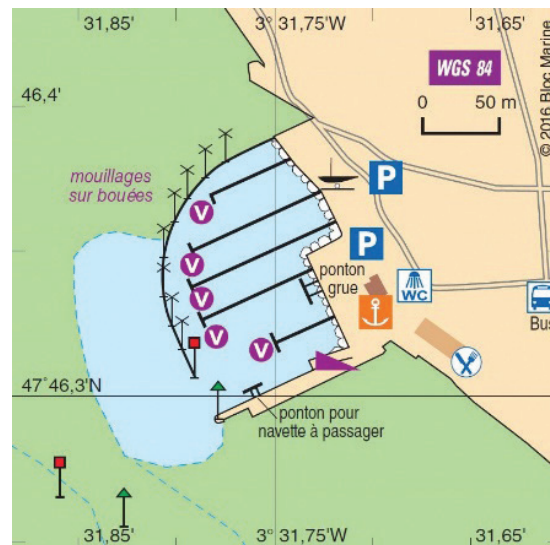 31,85' 3° 31,75'W 31,65'
© 2016 Bloc Marine
WGS 84
46,4'
0 50 m
mouillages
sur bouées
P
V
P
V
ponton
grue
WC
V
Bus
V
V
47° 46,3'N
ponton pour
navette à passager
31,85' 3° 31,75'W 31,65'